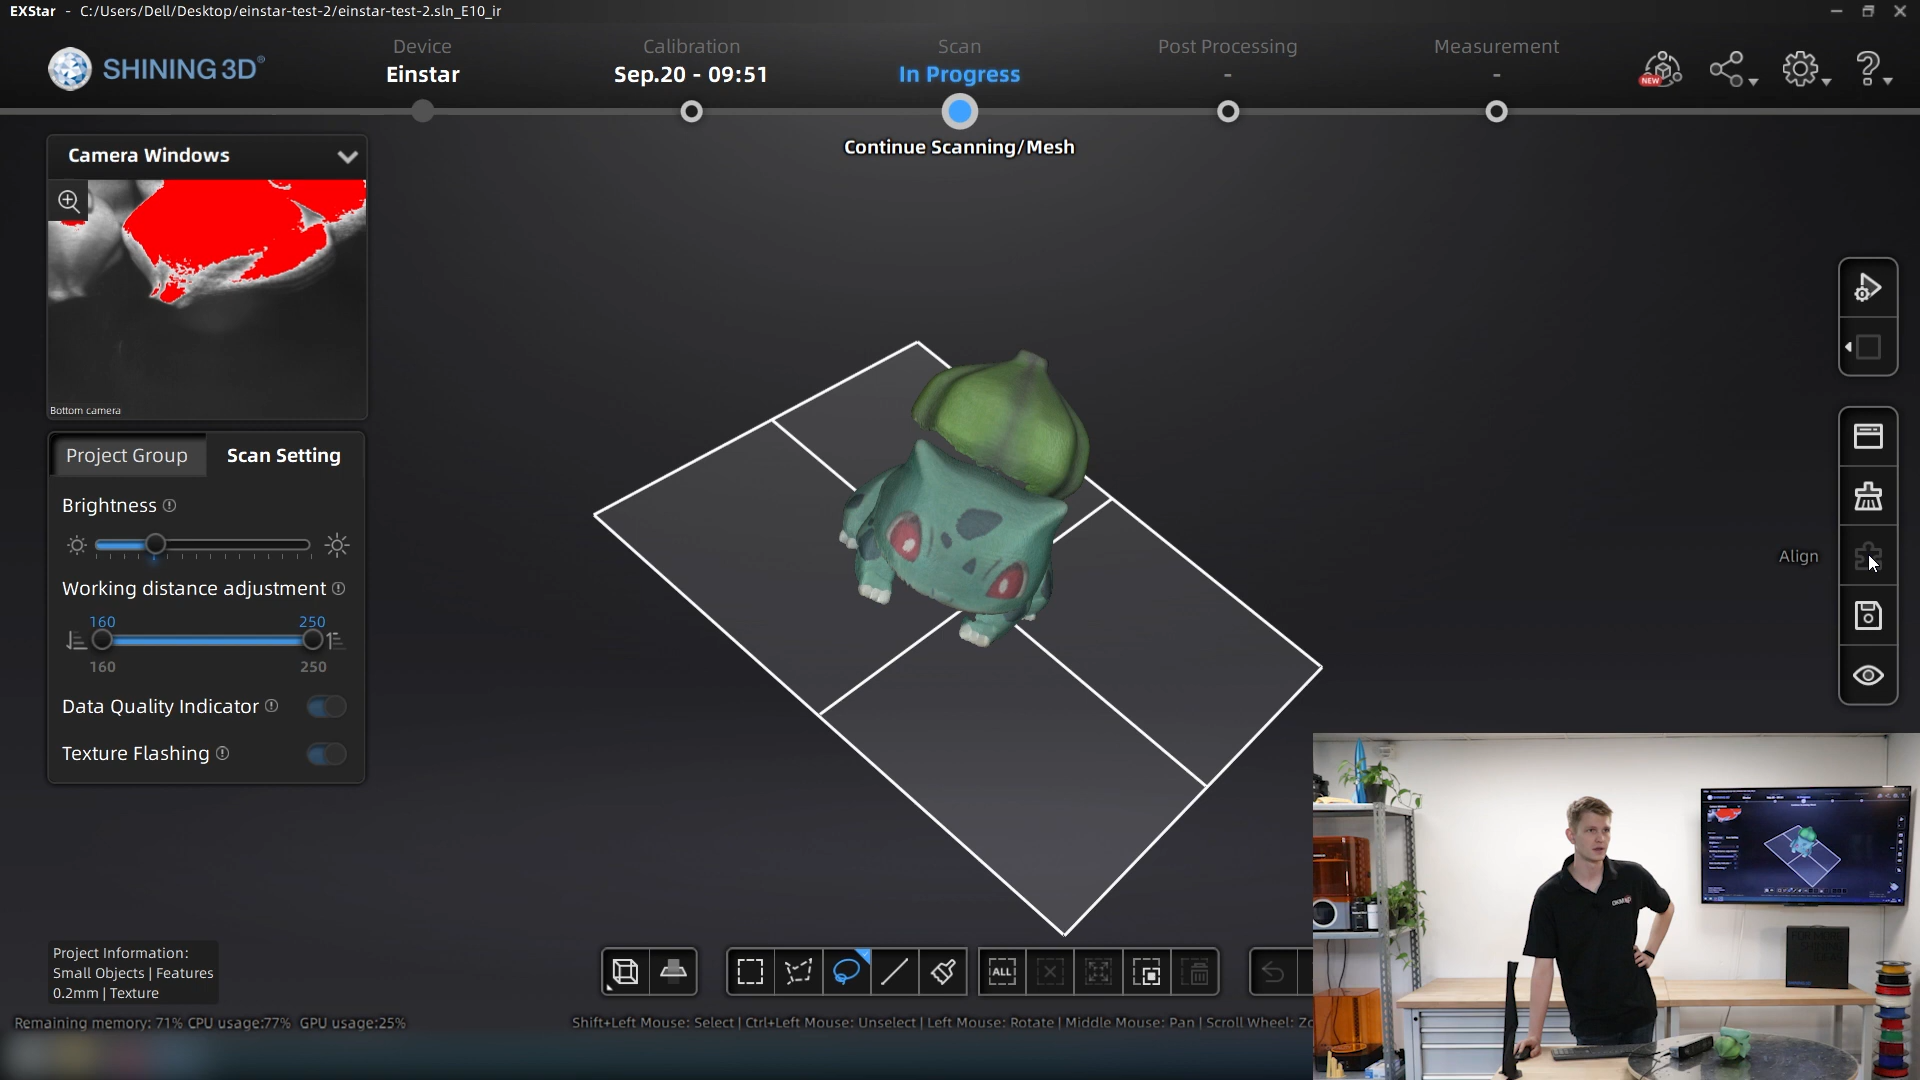 EXStar - C:/Users/Dell/Desktop/einstar-test-2/einstar-test-2.sln_E10_ir
SHINING 3D®
Device
Einstar
Calibration
Sep.20 - 09:51
Scan
In Progress
Post Processing
-
Measurement
-
NEW
Continue Scanning/Mesh
Camera Windows
Bottom camera
Project Group
Scan Setting
Brightness
Working distance adjustment
160
250
160
250
Data Quality Indicator
Texture Flashing
Align
Project Information:
Small Objects | Features
0.2mm | Texture
ALL
Remaining memory: 71% CPU usage:77% GPU usage:25%
Shift+Left Mouse: Select | Ctrl+Left Mouse: Unselect | Left Mouse: Rotate | Middle Mouse: Pan | Scroll Wheel: